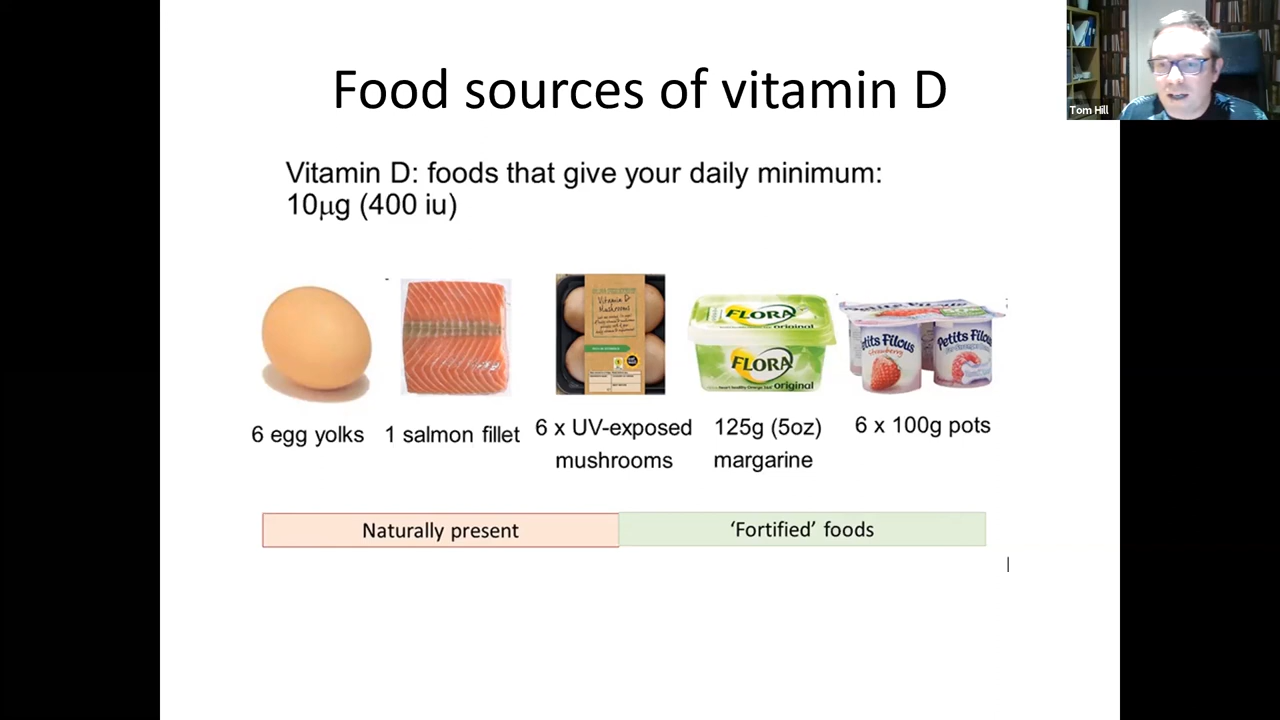 Food sources of vitamin D
Tom Hill
Vitamin D: foods that give your daily minimum:
10μg (400 iu)
Vitamin D
Mushrooms
FLORA
original
FLORA
original
Petits Filous
Strawberry
Petits Filous
6 egg yolks
1 salmon fillet
6 x UV-exposed
mushrooms
125g (5oz)
margarine
6 x 100g pots
Naturally present
‘Fortified’ foods